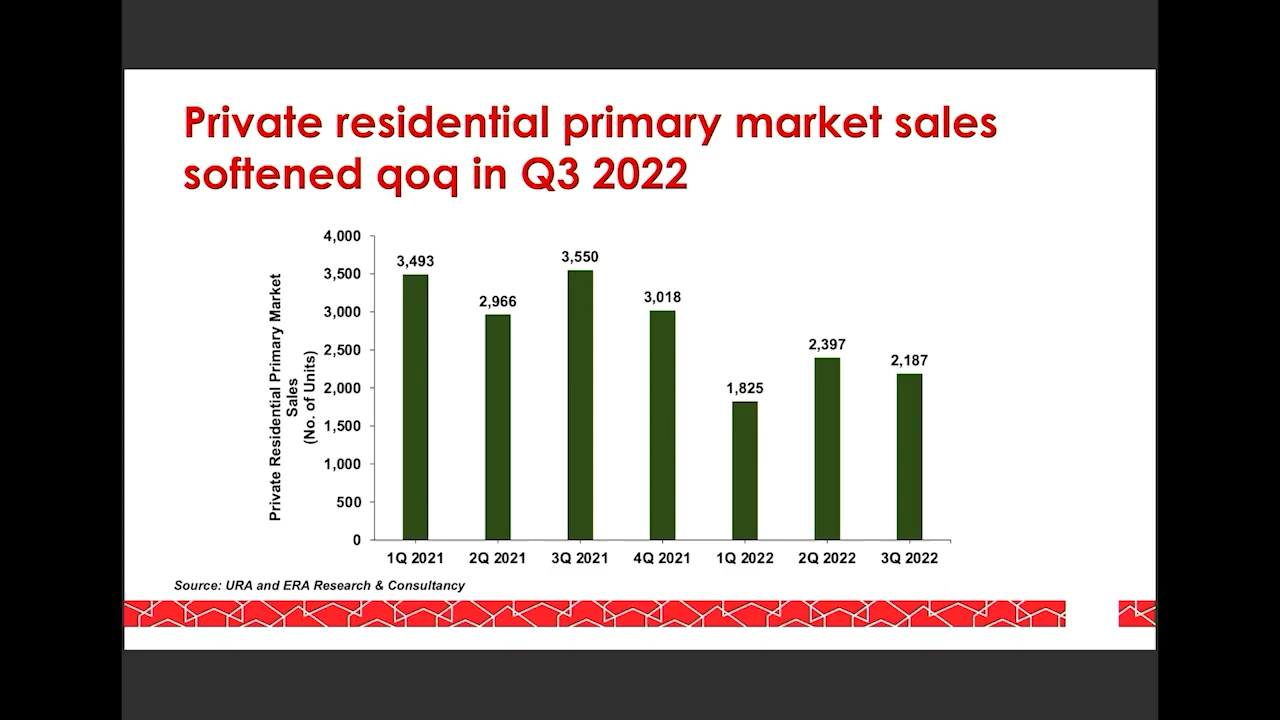 Private residential primary market sales
softened qoq in Q3 2022
Private Residential Primary Market
Sales
(No. of Units)
4,000
3,500
3,000
2,500
2,000
1,500
1,000
500
0
3,493
2,966
3,550
3,018
1,825
2,397
2,187
1Q 2021 2Q 2021 3Q 2021 4Q 2021 1Q 2022 2Q 2022 3Q 2022
Source: URA and ERA Research & Consultancy